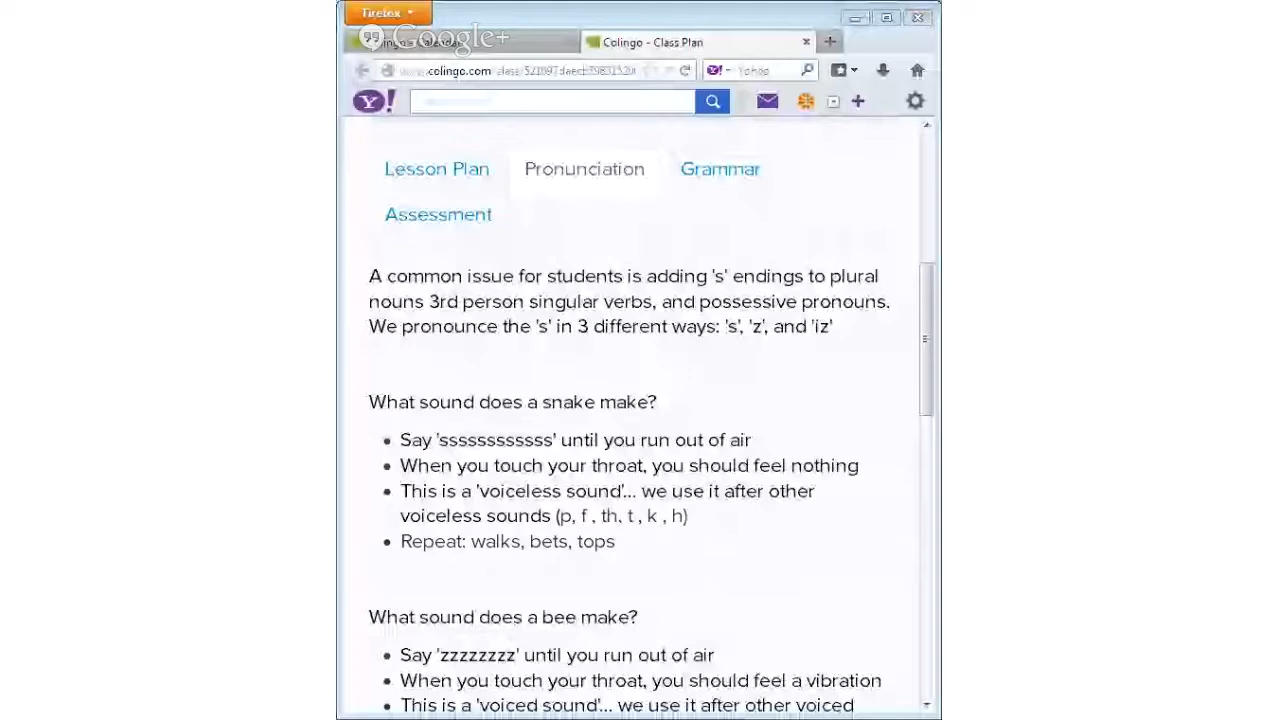 Firefox
Google+
Calendar
Colingo - Class Plan
Yahoo
Y!
Lesson Plan
Pronunciation
Grammar
Assessment
A common issue for students is adding 's' endings to plural
nouns 3rd person singular verbs, and possessive pronouns.
We pronounce the 's' in 3 different ways: 's', 'z', and 'iz'
What sound does a snake make?
Say 'ssssssssssss' until you run out of air
When you touch your throat, you should feel nothing
This is a 'voiceless sound'... we use it after other
voiceless sounds (p, f , th, t , k , h)
Repeat: walks, bets, tops
What sound does a bee make?
Say 'zzzzzzzz' until you run out of air
When you touch your throat, you should feel a vibration
This is a 'voiced sound'... we use it after other voiced